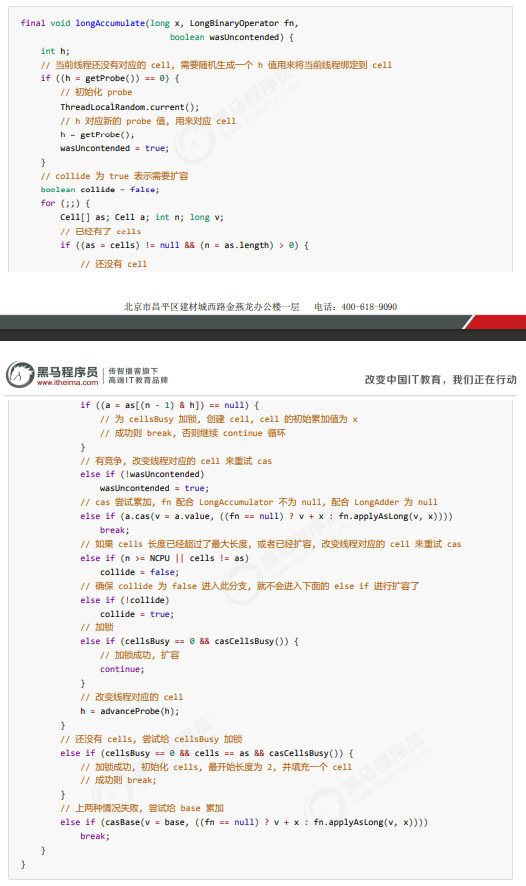 final void longAccumulate(long x, LongBinaryOperator fn,
                              boolean wasUncontended) {
    int h;
    // 当前线程还没有对应的 cell, 需要随机生成一个 h 值用来将当前线程绑定到 cell
    if ((h = getProbe()) == 0) {
        // 初始化 probe
        ThreadLocalRandom.current();
        // h 对应新的 probe 值, 用来对应 cell
        h = getProbe();
        wasUncontended = true;
    }
    // collide 为 true 表示需要扩容
    boolean collide = false;
    for (;;) {
        Cell[] as; Cell a; int n; long v;
        // 已经有了 cells
        if ((as = cells) != null && (n = as.length) > 0) {
            // 还没有 cell
北京市昌平区建材城西路金燕龙办公楼一层 电话：400-618-9090
黑马程序员
www.itheima.com
传智播客旗下
高端IT教育品牌
改变中国IT教育，我们正在行动
            if ((a = as[(n - 1) & h]) == null) {
                // 为 cellsBusy 加锁, 创建 cell, cell 的初始累加值为 x
                // 成功则 break, 否则继续 continue 循环
            }
            // 有竞争, 改变线程对应的 cell 来重试 cas
            else if (!wasUncontended)
                wasUncontended = true;
            // cas 尝试累加, fn 配合 LongAccumulator 不为 null, 配合 LongAdder 为 null
            else if (a.cas(v = a.value, ((fn == null) ? v + x : fn.applyAsLong(v, x))))
                break;
            // 如果 cells 长度已经超过了最大长度, 或者已经扩容, 改变线程对应的 cell 来重试 cas
            else if (n >= NCPU || cells != as)
                collide = false;
            // 确保 collide 为 false 进入此分支, 就不会进入下面的 else if 进行扩容了
            else if (!collide)
                collide = true;
            // 加锁
            else if (cellsBusy == 0 && casCellsBusy()) {
                // 加锁成功, 扩容
                continue;
            }
            // 改变线程对应的 cell
            h = advanceProbe(h);
        }
        // 还没有 cells, 尝试给 cellsBusy 加锁
        else if (cellsBusy == 0 && cells == as && casCellsBusy()) {
            // 加锁成功, 初始化 cells, 最开始长度为 2, 并填充一个 cell
            // 成功则 break;
        }
        // 上两种情况失败, 尝试给 base 累加
        else if (casBase(v = base, ((fn == null) ? v + x : fn.applyAsLong(v, x))))
            break;
    }
}